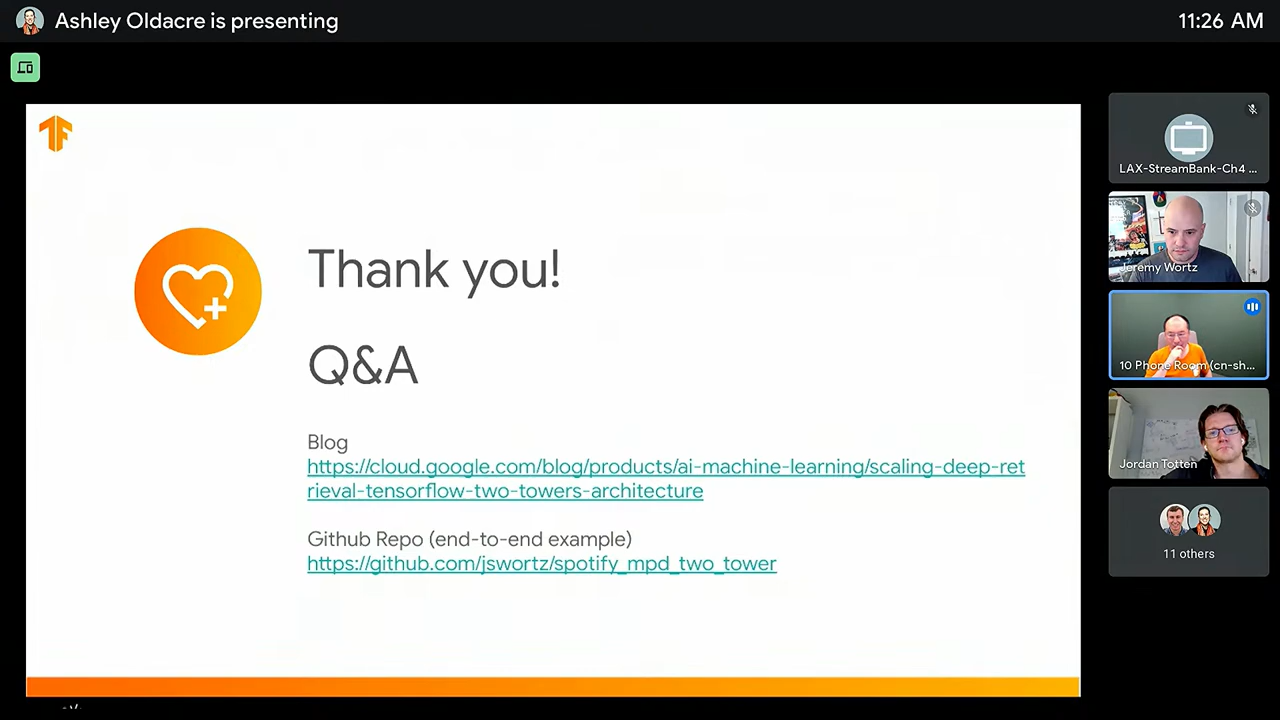 Ashley Oldacre is presenting
11:26 AM
LAX-StreamBank-Ch4 ...
Jeremy Wortz
10 Phone Room (cn-sh...
Jordan Totten
11 others
Thank you!
Q&A
Blog
https://cloud.google.com/blog/products/ai-machine-learning/scaling-deep-ret
rieval-tensorflow-two-towers-architecture
Github Repo (end-to-end example)
https://github.com/jswortz/spotify_mpd_two_tower